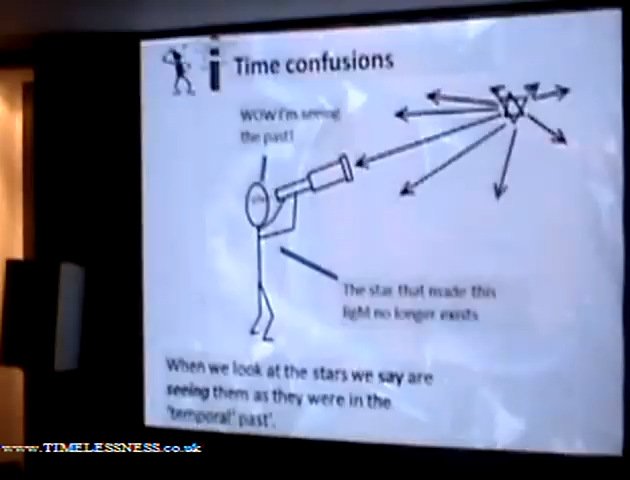 i Time confusions
WOW I'm seeing
the past!
The star that made this
light no longer exists
When we look at the stars we say are
seeing them as they were in the
'temporal' past'.
www.TIMELESSNESS.co.uk